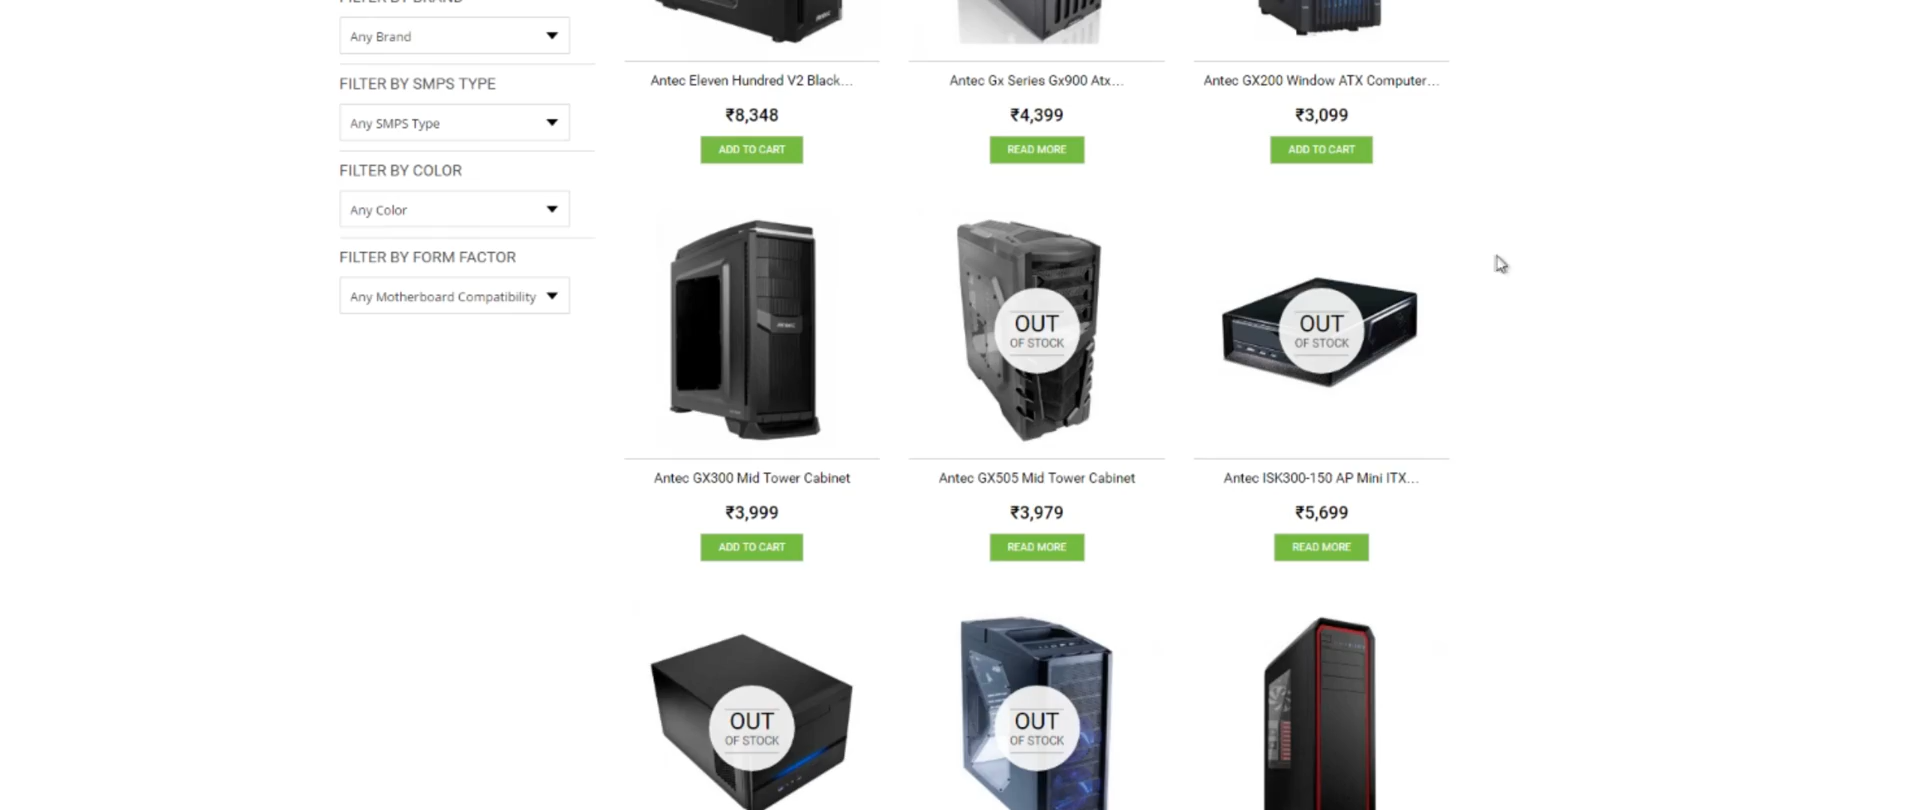 FILTER BY BRAND
Any Brand
FILTER BY SMPS TYPE
Any SMPS Type
FILTER BY COLOR
Any Color
FILTER BY FORM FACTOR
Any Motherboard Compatibility
Antec Eleven Hundred V2 Black...
₹8,348
ADD TO CART
Antec Gx Series Gx900 Atx...
₹4,399
READ MORE
Antec GX200 Window ATX Computer...
₹3,099
ADD TO CART
Antec GX300 Mid Tower Cabinet
₹3,999
ADD TO CART
OUT
OF STOCK
Antec GX505 Mid Tower Cabinet
₹3,979
READ MORE
OUT
OF STOCK
Antec ISK300-150 AP Mini ITX...
₹5,699
READ MORE
OUT
OF STOCK
OUT
OF STOCK